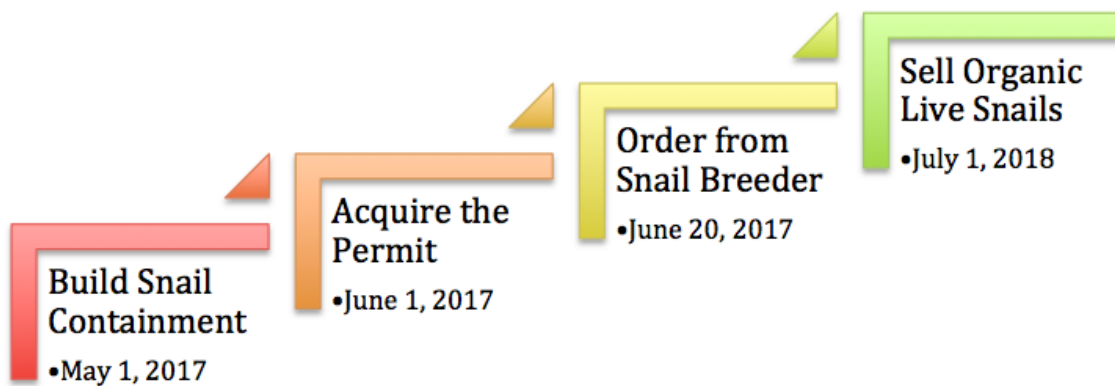 Build Snail
Containment
•May 1, 2017
Acquire the
Permit
•June 1, 2017
Order from
Snail Breeder
•June 20, 2017
Sell Organic
Live Snails
•July 1, 2018